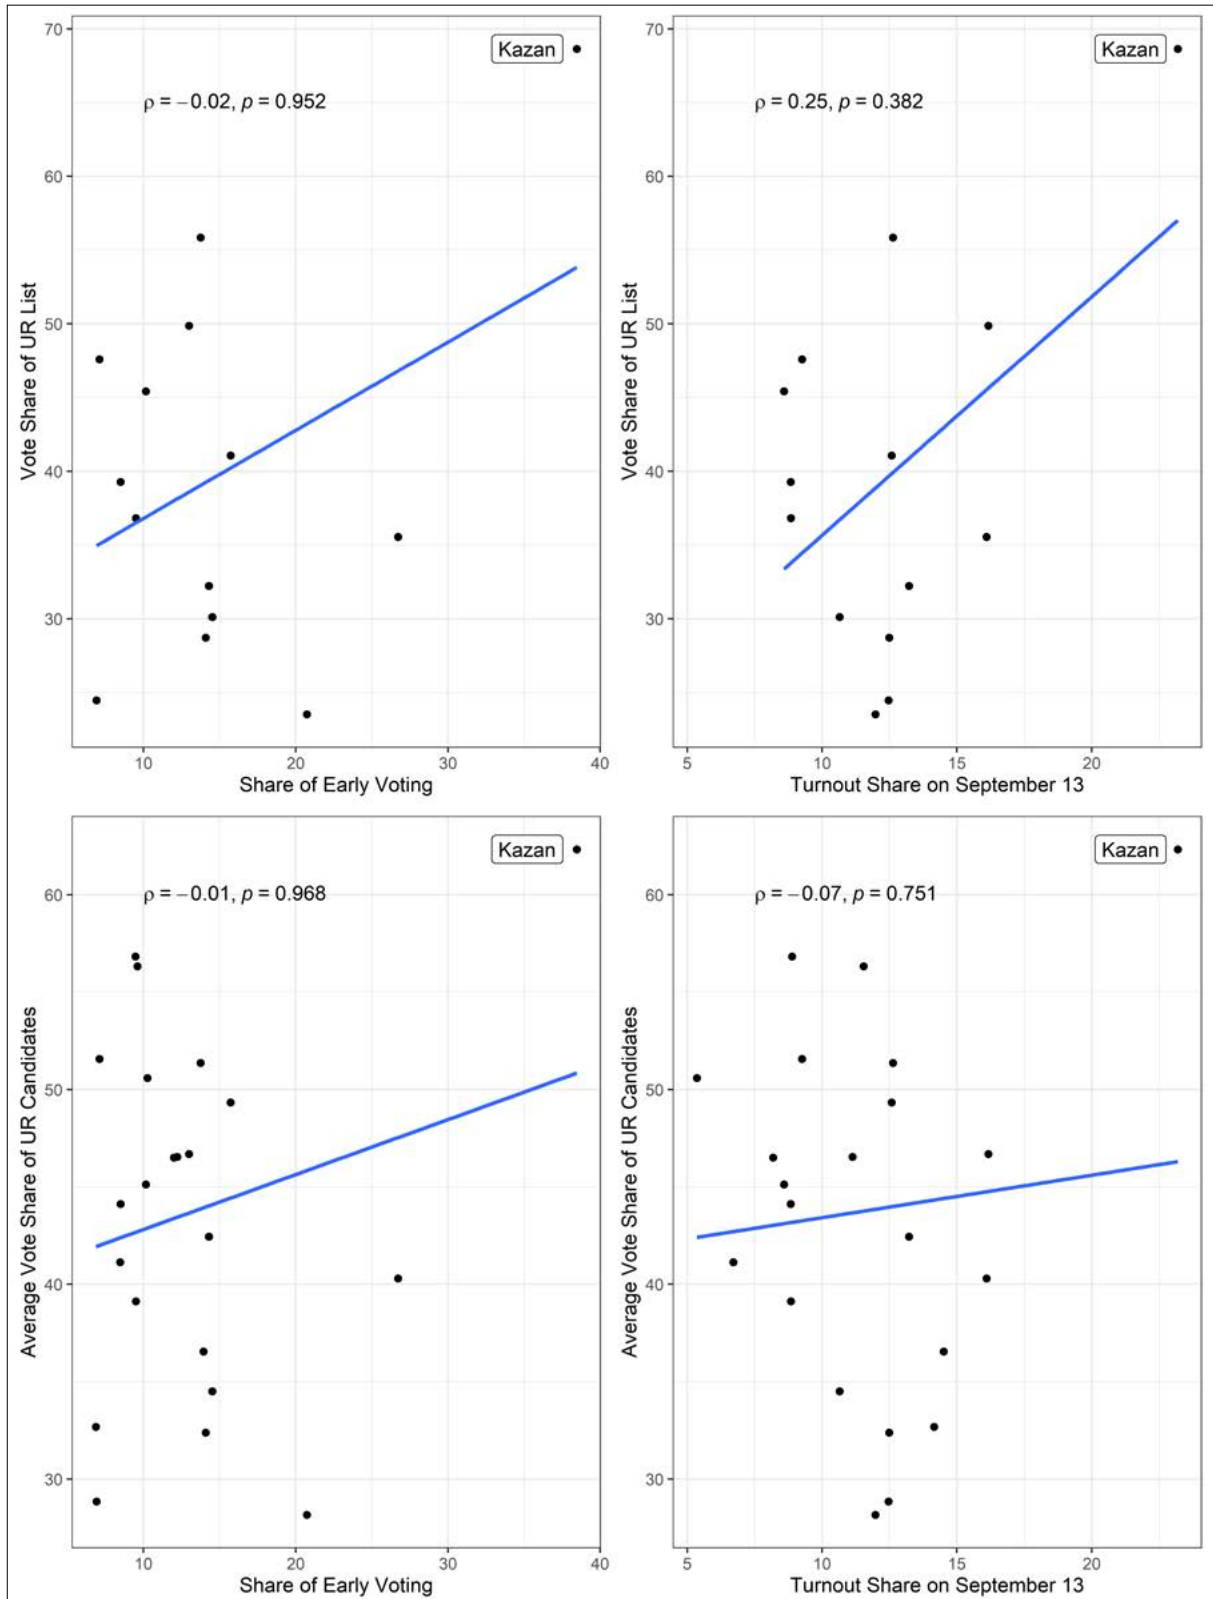 70
60
50
40
30
Vote Share of UR List
Kazan
ρ = −0.02, p = 0.952
10
20
30
40
Share of Early Voting
70
60
50
40
30
Vote Share of UR List
Kazan
ρ = 0.25, p = 0.382
5
10
15
20
Turnout Share on September 13
60
50
40
30
Average Vote Share of UR Candidates
Kazan
ρ = −0.01, p = 0.968
10
20
30
40
Share of Early Voting
60
50
40
30
Average Vote Share of UR Candidates
Kazan
ρ = −0.07, p = 0.751
5
10
15
20
Turnout Share on September 13